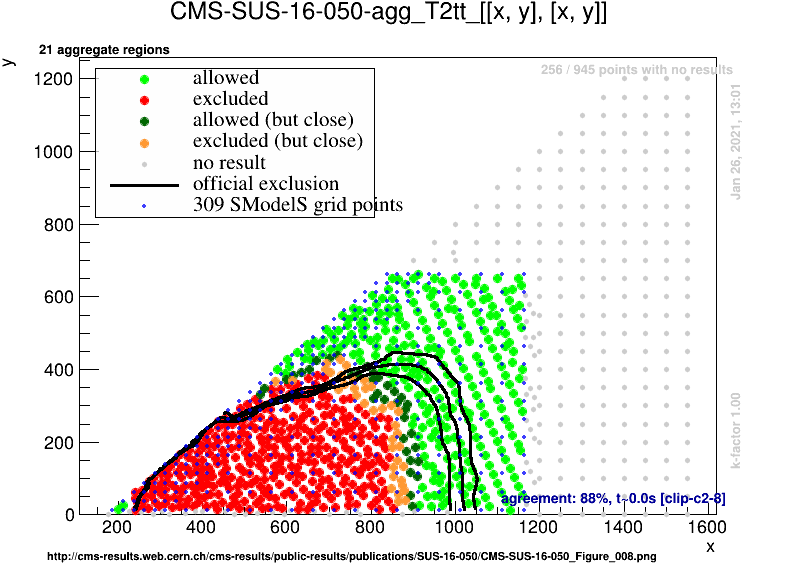 CMS-SUS-16-050-agg_T2tt_[[x, y], [x, y]]
21 aggregate regions
y
256 / 945 points with no results
allowed
excluded
allowed (but close)
excluded (but close)
no result
official exclusion
309 SModelS grid points
Jan 26, 2021, 13:01
k-factor 1.00
1200
1000
800
600
400
200
0
agreement: 88%, t=0.0s [clip-c2-8]
200 400 600 800 1000 1200 1400 1600
x
http://cms-results.web.cern.ch/cms-results/public-results/publications/SUS-16-050/CMS-SUS-16-050_Figure_008.png